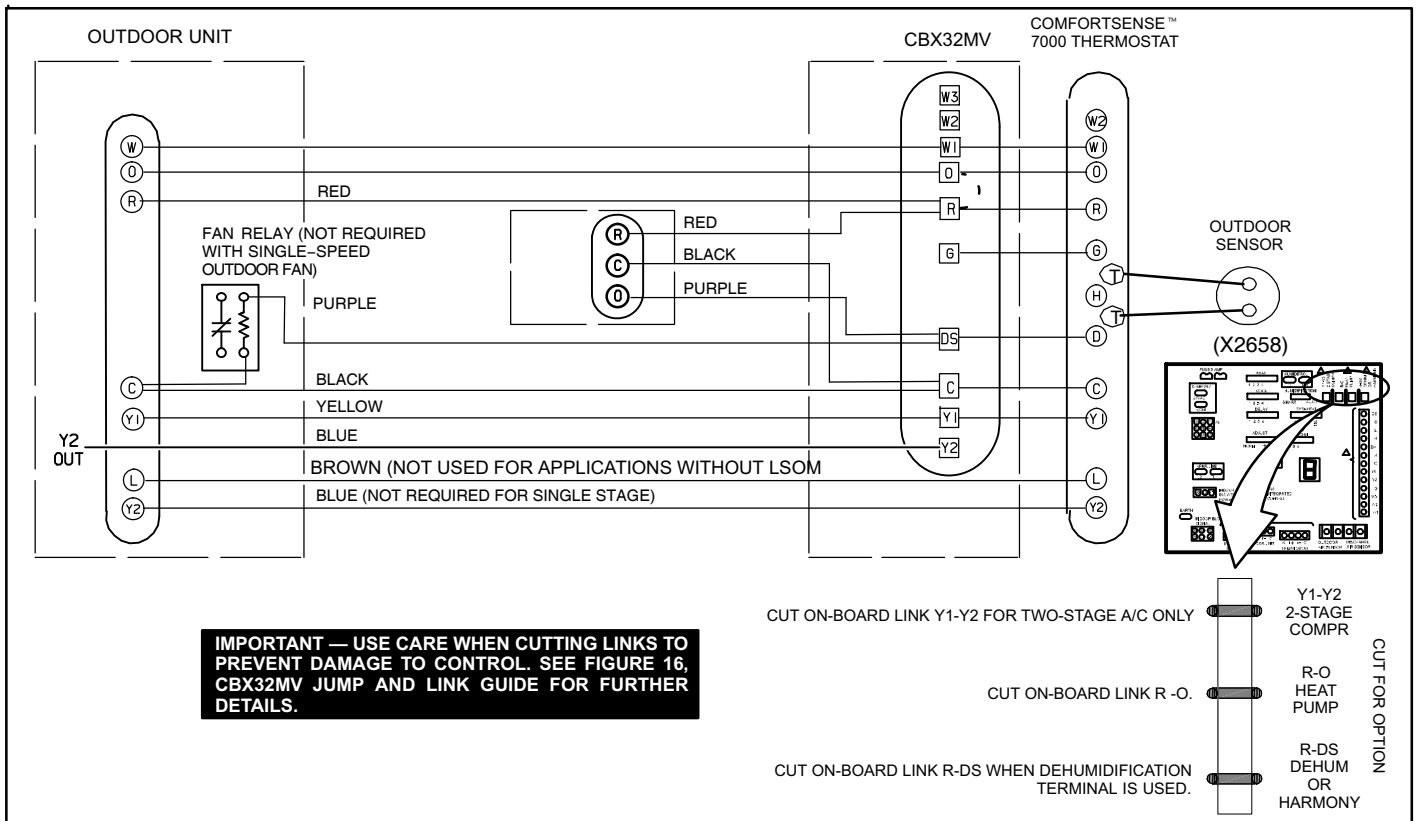 OUTDOOR UNIT
CBX32MV
COMFORTSENSE™
7000 THERMOSTAT
W3
W2
W2
W
W1
W1
O
O
O
RED
R
R
R
FAN RELAY (NOT REQUIRED
WITH SINGLE-SPEED
OUTDOOR FAN)
R
RED
C
BLACK
O
PURPLE
G
G
OUTDOOR
SENSOR
T
H
T
PURPLE
DS
D
(X2658)
C
BLACK
C
C
Y1
YELLOW
Y1
Y1
Y2
OUT
BLUE
Y2
BROWN (NOT USED FOR APPLICATIONS WITHOUT LSOM
L
L
BLUE (NOT REQUIRED FOR SINGLE STAGE)
Y2
Y2
IMPORTANT — USE CARE WHEN CUTTING LINKS TO
PREVENT DAMAGE TO CONTROL. SEE FIGURE 16,
CBX32MV JUMP AND LINK GUIDE FOR FURTHER
DETAILS.
CUT ON-BOARD LINK Y1-Y2 FOR TWO-STAGE A/C ONLY
Y1-Y2
2-STAGE
COMPR
CUT ON-BOARD LINK R -O.
R-O
HEAT
PUMP
CUT ON-BOARD LINK R-DS WHEN DEHUMIDIFICATION
TERMINAL IS USED.
R-DS
DEHUM
OR
HARMONY
CUT FOR OPTION